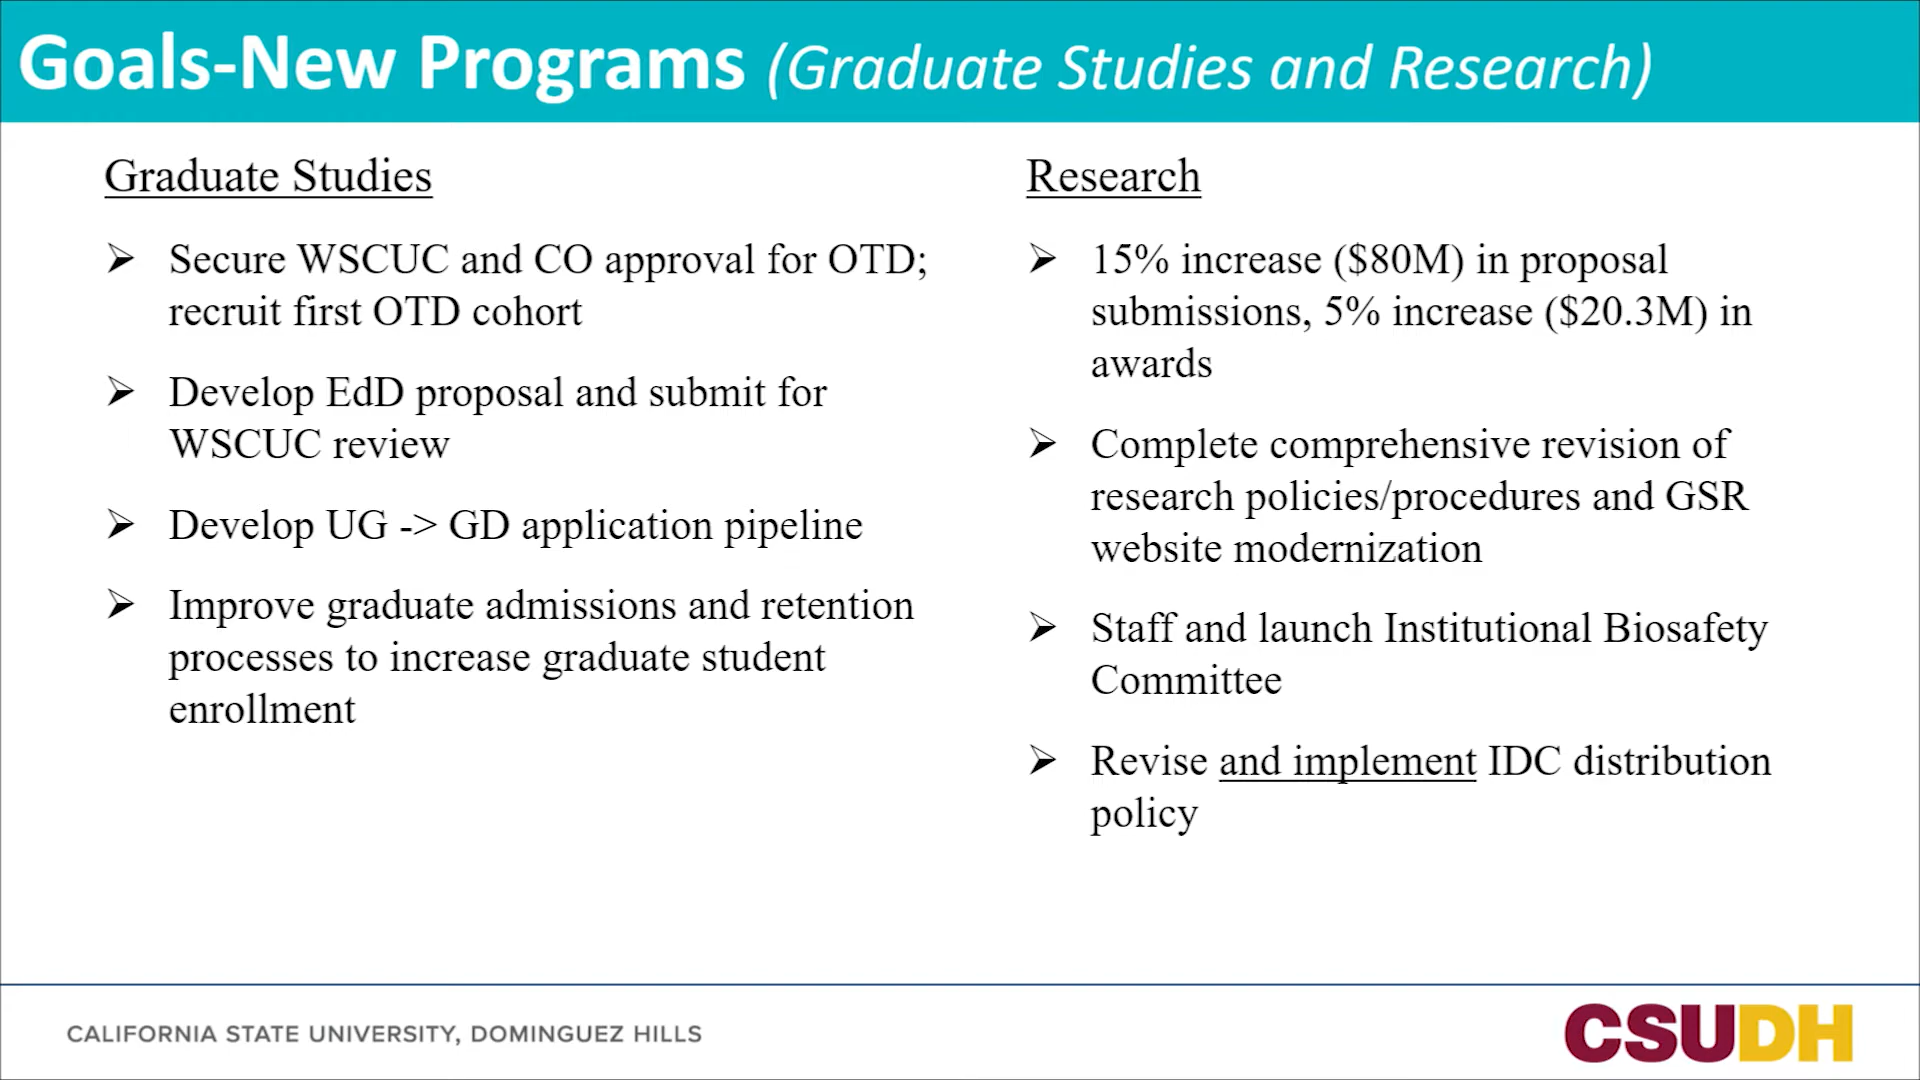 Goals-New Programs (Graduate Studies and Research)
Graduate Studies
➢ Secure WSCUC and CO approval for OTD;
recruit first OTD cohort
➢ Develop EdD proposal and submit for
WSCUC review
➢ Develop UG -> GD application pipeline
➢ Improve graduate admissions and retention
processes to increase graduate student
enrollment
Research
➢ 15% increase ($80M) in proposal
submissions, 5% increase ($20.3M) in
awards
➢ Complete comprehensive revision of
research policies/procedures and GSR
website modernization
➢ Staff and launch Institutional Biosafety
Committee
➢ Revise and implement IDC distribution
policy
CALIFORNIA STATE UNIVERSITY, DOMINGUEZ HILLS
CSUDH